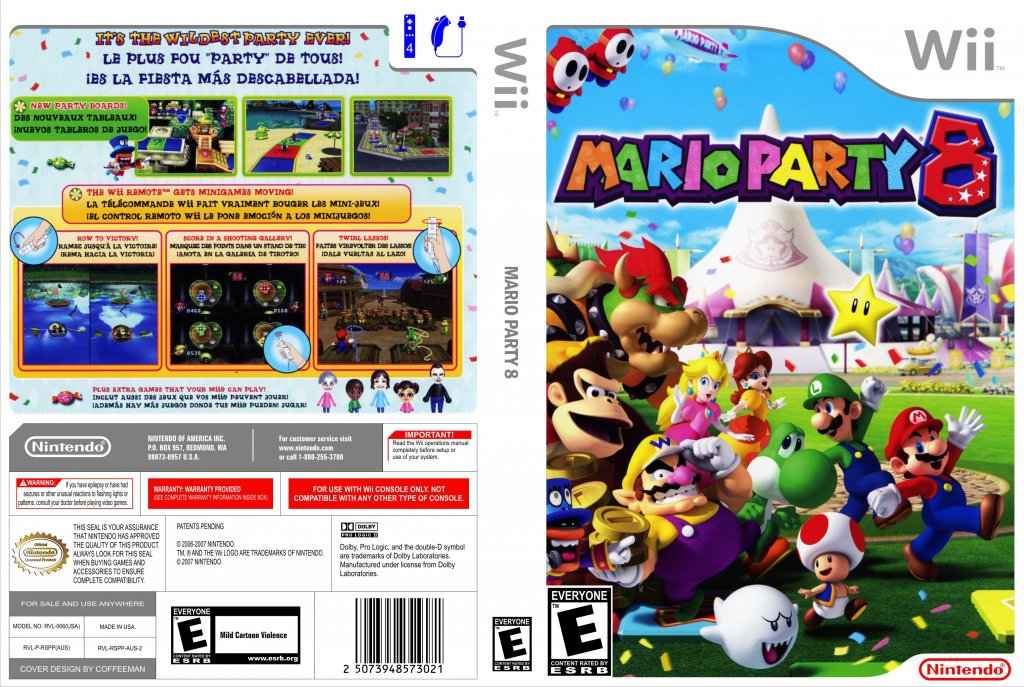 IT'S THE WILDEST PARTY EVER!
LE PLUS FOU "PARTY" DE TOUS!
¡ES LA FIESTA MÁS DESCABELLADA!
4
NEW PARTY BOARDS!
DES NOUVEAUX TABLEAUX!
¡NUEVOS TABLEROS DE JUEGO!
THE Wii REMOTE™ GETS MINIGAMES MOVING!
LA TÉLÉCOMMANDE Wii FAIT VRAIMENT BOUGER LES MINI-JEUX!
¡EL CONTROL REMOTO Wii LE PONE EMOCIÓN A LOS MINIJUEGOS!
ROW TO VICTORY!
RAMEZ JUSQU'À LA VICTOIRE!
¡REMA HACIA LA VICTORIA!
SCORE IN A SHOOTING GALLERY!
MARQUEZ DES POINTS DANS UN STAND DE TIR!
¡ANOTA EN LA GALERÍA DE TIROTEO!
TWIRL LASSOS!
FAITES VIREVOLTER DES LASSOS!
¡DALE VUELTAS AL LAZO!
PLUS EXTRA GAMES THAT YOUR Miis CAN PLAY!
INCLUT AUSSI DES JEUX QUE VOS Miis PEUVENT JOUER!
¡ADEMÁS HAY MÁS JUEGOS DONDE TUS Miis PUEDEN JUGAR!
Nintendo®
NINTENDO OF AMERICA INC.
P.O. BOX 957, REDMOND, WA
98073-0957 U.S.A.
For customer service visit
www.nintendo.com
or call 1-800-255-3700
IMPORTANT!
Read the Wii operations manual
completely before setup or
use of your system.
WARNING: If you have epilepsy or have had
seizures or other unusual reactions to flashing lights or
patterns, consult your doctor before playing video games.
WARRANTY: WARRANTY PROVIDED
(SEE COMPLETE WARRANTY INFORMATION INSIDE BOX)
FOR USE WITH Wii CONSOLE ONLY. NOT
COMPATIBLE WITH ANY OTHER TYPE OF CONSOLE.
Official
Nintendo
Licensed Product
THIS SEAL IS YOUR ASSURANCE
THAT NINTENDO HAS APPROVED
THE QUALITY OF THIS PRODUCT.
ALWAYS LOOK FOR THIS SEAL
WHEN BUYING GAMES AND
ACCESSORIES TO ENSURE
COMPLETE COMPATIBILITY.
PATENTS PENDING
© 2006-2007 NINTENDO.
TM, ® AND THE Wii LOGO ARE TRADEMARKS OF NINTENDO.
© 2007 NINTENDO.
DOLBY
PRO LOGIC II
Dolby, Pro Logic, and the double-D symbol
are trademarks of Dolby Laboratories.
Manufactured under license from Dolby
Laboratories.
FOR SALE AND USE ANYWHERE
MODEL NO: RVL-006(USA)
MADE IN USA.
RVL-P-RSPP(AUS)
RVL-RSPP-AUS-2
COVER DESIGN BY COFFEEMAN
EVERYONE
E
CONTENT RATED BY
ESRB
Mild Cartoon Violence
www.esrb.org
2 5073948573021
Wii
MARIO PARTY 8
EVERYONE
E
CONTENT RATED BY
ESRB
Wii™
MARIO PARTY
MARIO PARTY 8
EVERYONE
E
CONTENT RATED BY
ESRB
Nintendo®